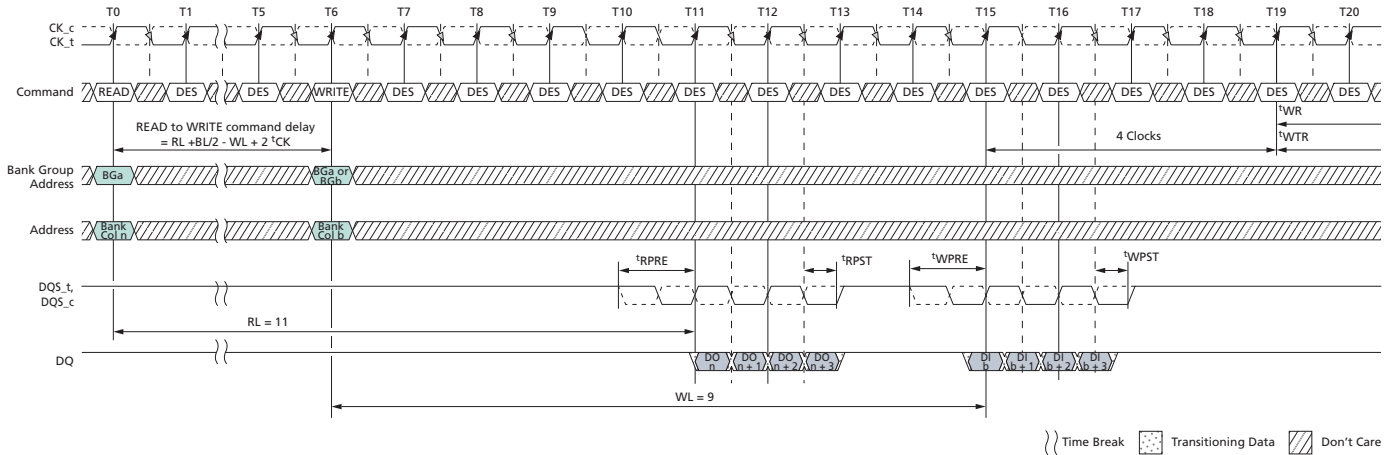 T0 T1 T5 T6 T7 T8 T9 T10 T11 T12 T13 T14 T15 T16 T17 T18 T19 T20
CK_c
CK_t
Command READ DES DES WRITE DES DES DES DES DES DES DES DES DES DES DES DES DES DES
tWR
READ to WRITE command delay
= RL +BL/2 - WL + 2 tCK
4 Clocks
tWTR
Bank Group
Address
BGa
BGa or
BGb
Address
Bank
Col n
Bank
Col b
tRPRE
tRPST
tWPRE
tWPST
DQS_t,
DQS_c
RL = 11
DQ
DO
n
DO
n + 1
DO
n + 2
DO
n + 3
DI
b
DI
b + 1
DI
b + 2
DI
b + 3
WL = 9
Time Break Transitioning Data Don't Care